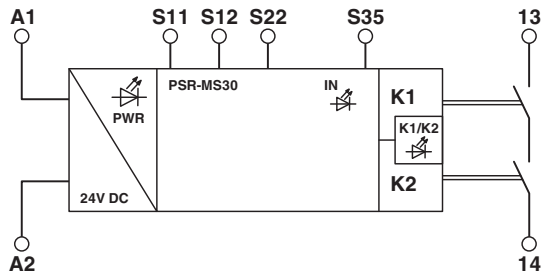 A1 S11 S12 S22 S35 13
PSR-MS30 IN K1
PWR K1/K2
24V DC K2
A2 14